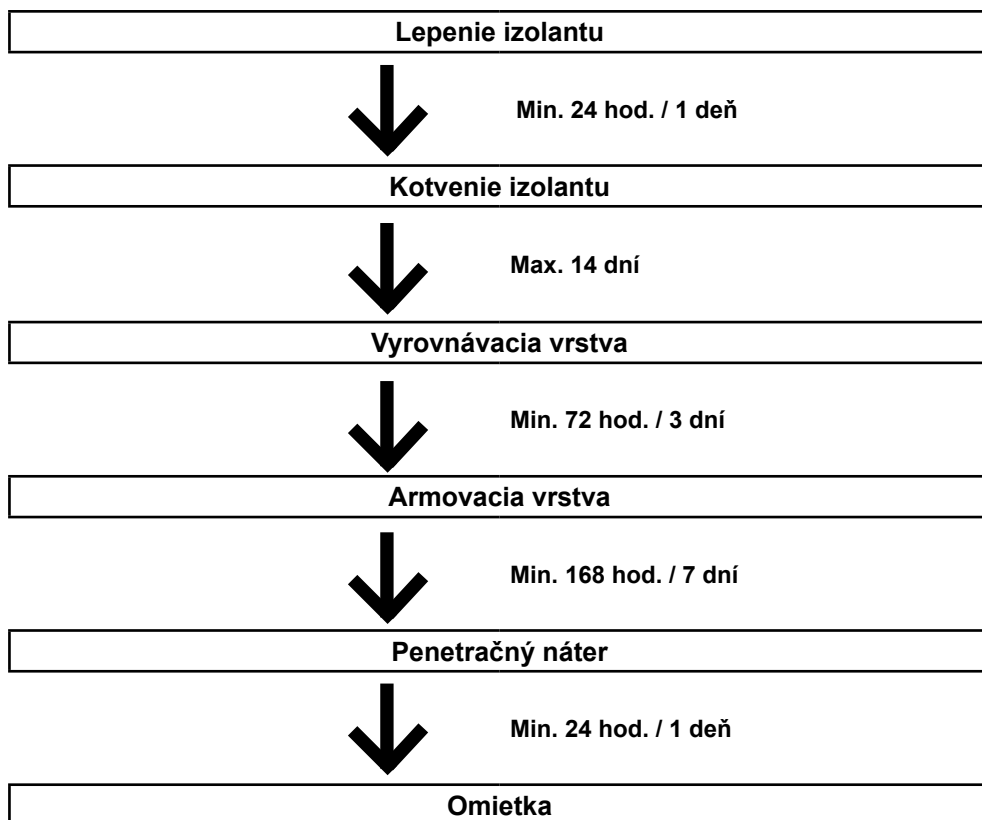 Lepenie izolantu
Min. 24 hod. / 1 deň
Kotvenie izolantu
Max. 14 dní
Vyrovnávacia vrstva
Min. 72 hod. / 3 dní
Armovacia vrstva
Min. 168 hod. / 7 dní
Penetračný náter
Min. 24 hod. / 1 deň
Omietka